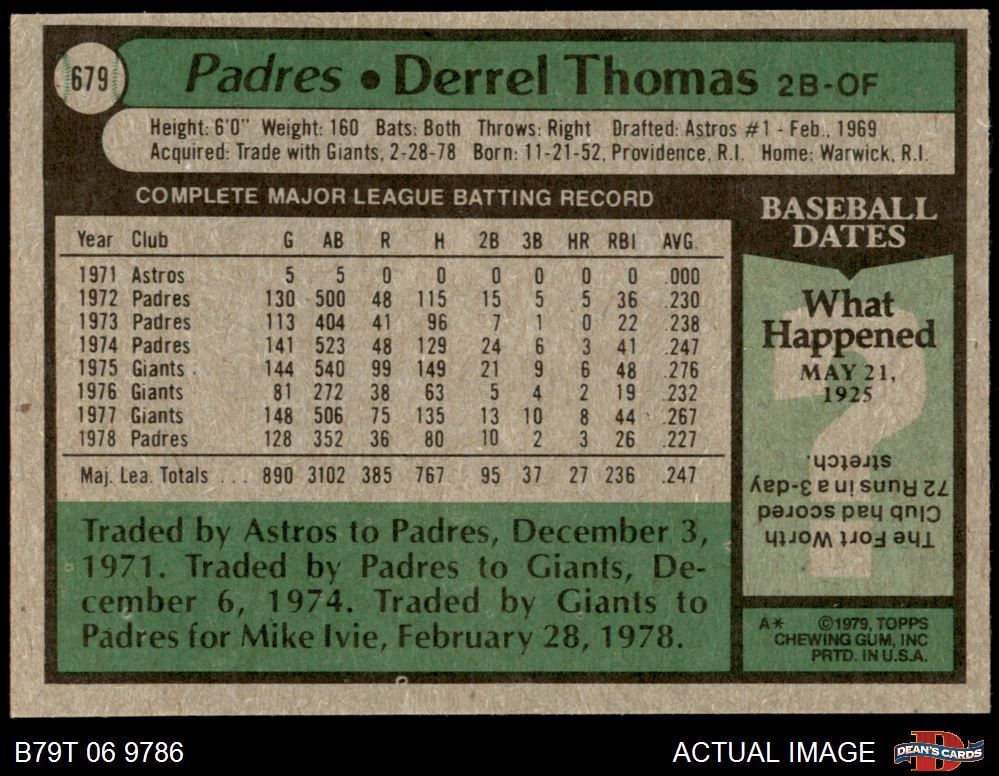 679
Padres • Derrel Thomas 2B-OF
Height: 6'0" Weight: 160 Bats: Both Throws: Right Drafted: Astros #1 - Feb., 1969
Acquired: Trade with Giants, 2-28-78 Born: 11-21-52, Providence, R.I. Home: Warwick, R.I.
COMPLETE MAJOR LEAGUE BATTING RECORD
Year Club G AB R H 2B 3B HR RBI AVG.
1971 Astros 5 5 0 0 0 0 0 0 .000
1972 Padres 130 500 48 115 15 5 5 36 .230
1973 Padres 113 404 41 96 7 1 0 22 .238
1974 Padres 141 523 48 129 24 6 3 41 .247
1975 Giants 144 540 99 149 21 9 6 48 .276
1976 Giants 81 272 38 63 5 4 2 19 .232
1977 Giants 148 506 75 135 13 10 8 44 .267
1978 Padres 128 352 36 80 10 2 3 26 .227
Maj. Lea. Totals ... 890 3102 385 767 95 37 27 236 .247
Traded by Astros to Padres, December 3,
1971. Traded by Padres to Giants, De-
cember 6, 1974. Traded by Giants to
Padres for Mike Ivie, February 28, 1978.
BASEBALL
DATES
What
Happened
MAY 21,
1925
The Fort Worth
Club had scored
72 Runs in a 3-day
stretch.
A* ©1979, TOPPS
CHEWING GUM, INC
PRTD. IN U.S.A.
B79T 06 9786
ACTUAL IMAGE
DEAN'S CARDS